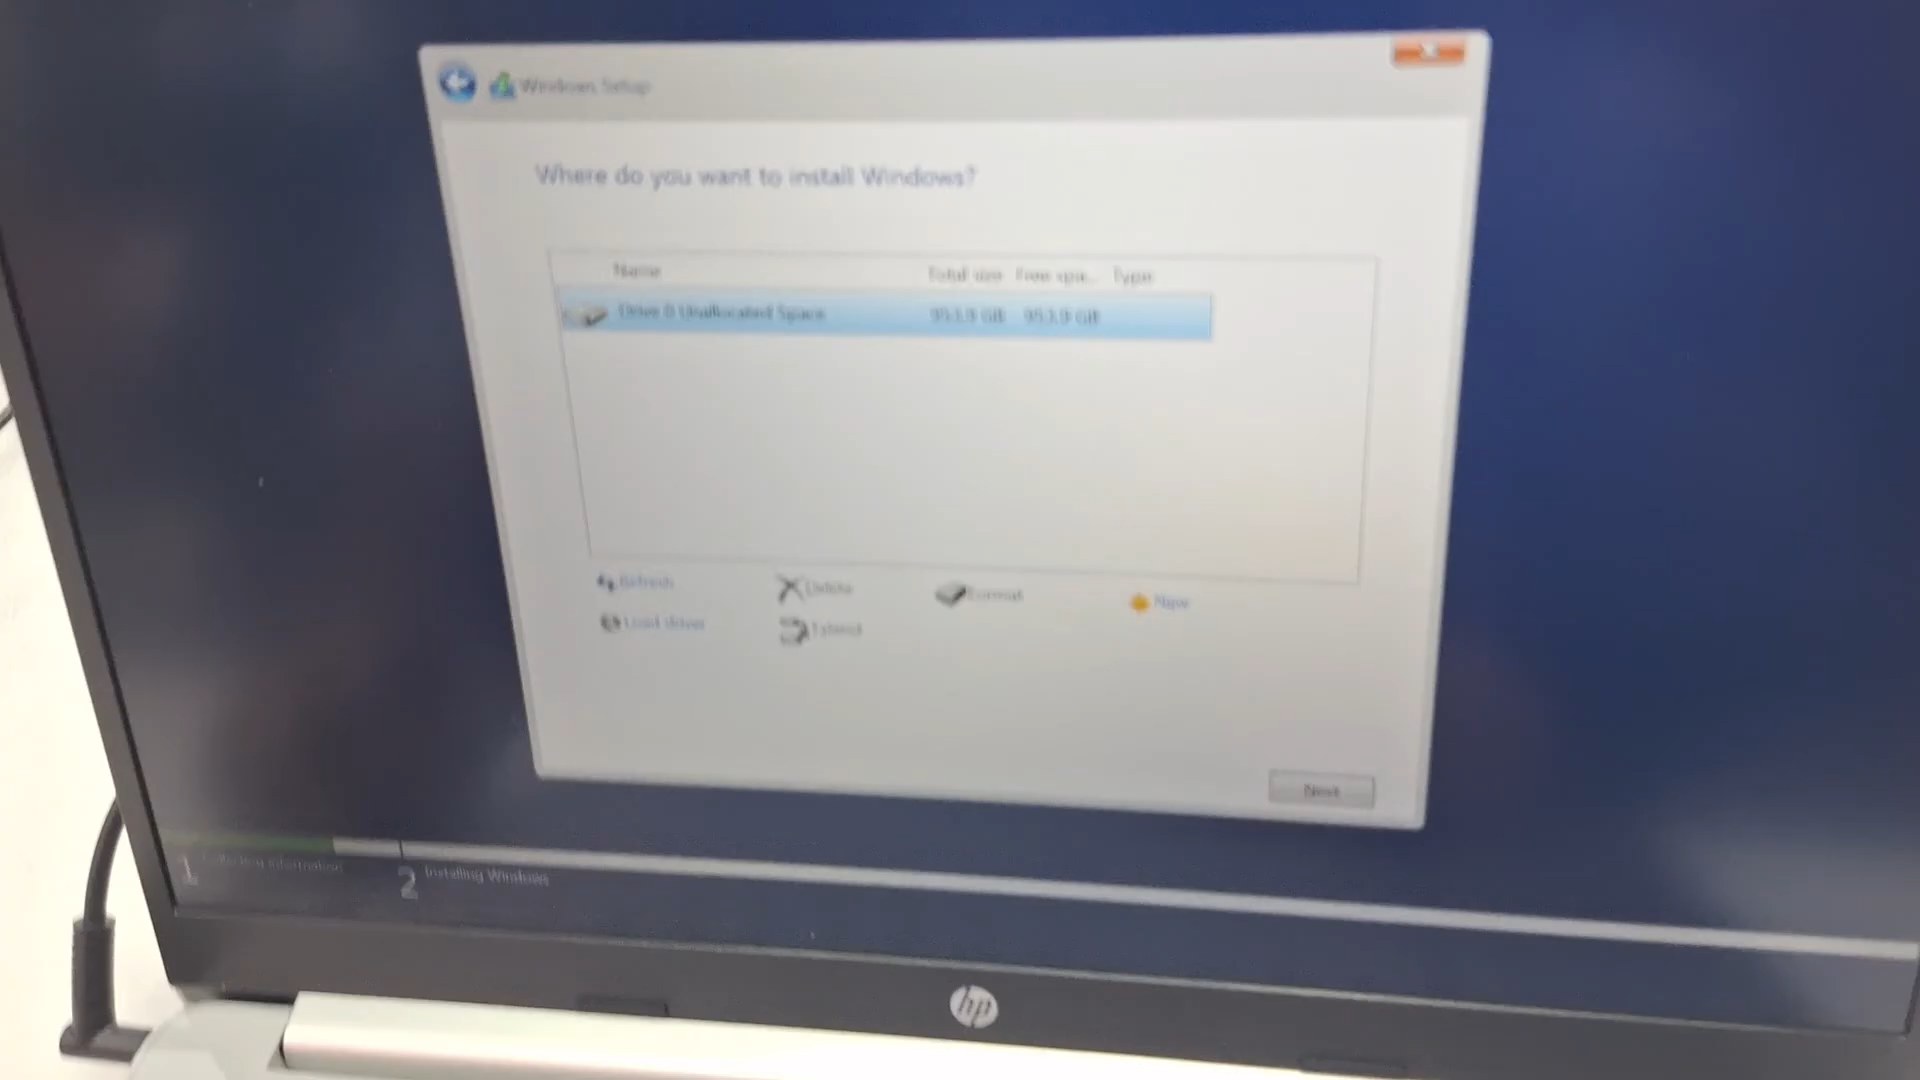 Windows Setup
Where do you want to install Windows?
Name Total size Free spa... Type
Drive 0 Unallocated Space 953.9 GB 953.9 GB
Refresh Delete Format New
Load driver Extend
Next
1 Collecting information 2 Installing Windows
hp